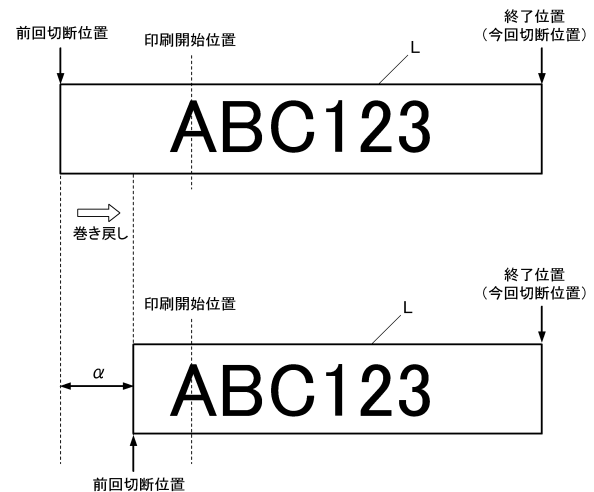 前回切断位置
印刷開始位置
L
終了位置
(今回切断位置)
ABC123
巻き戻し
印刷開始位置
L
終了位置
(今回切断位置)
α
ABC123
前回切断位置